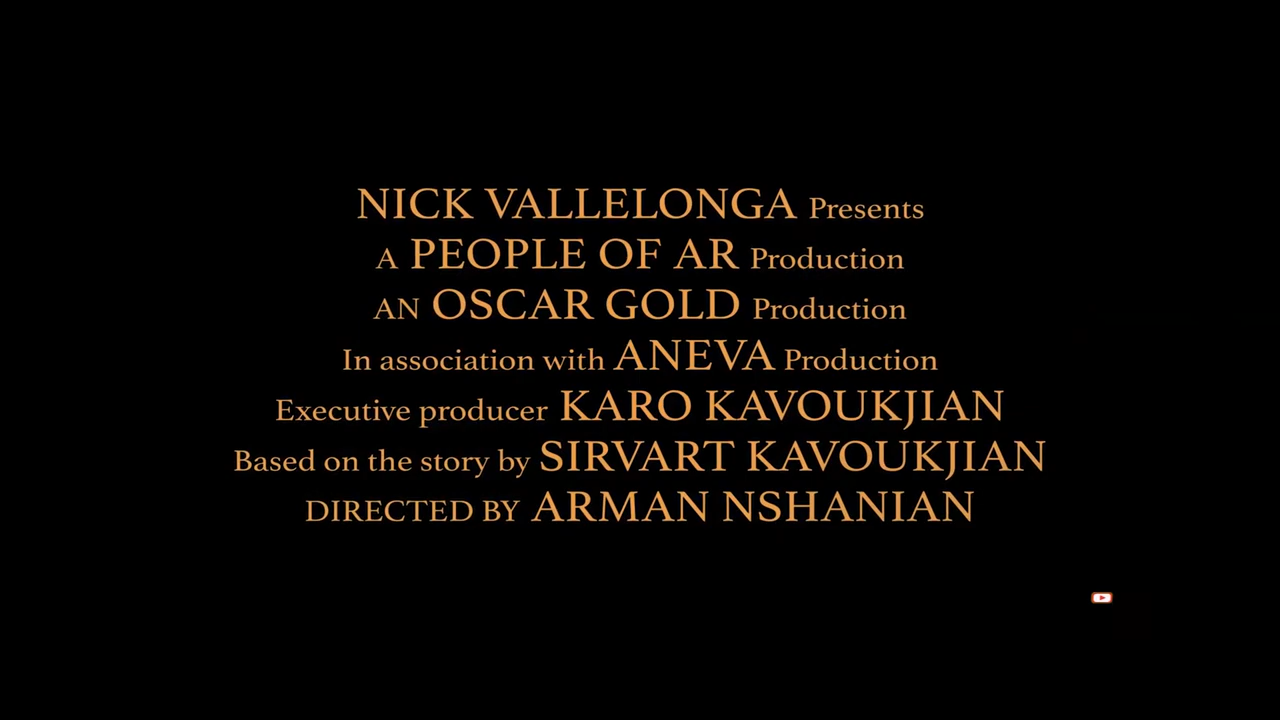 NICK VALLELONGA Presents
A PEOPLE OF AR Production
AN OSCAR GOLD Production
In association with ANEVA Production
Executive producer KARO KAVOUKJIAN
Based on the story by SIRVART KAVOUKJIAN
DIRECTED BY ARMAN NSHANIAN